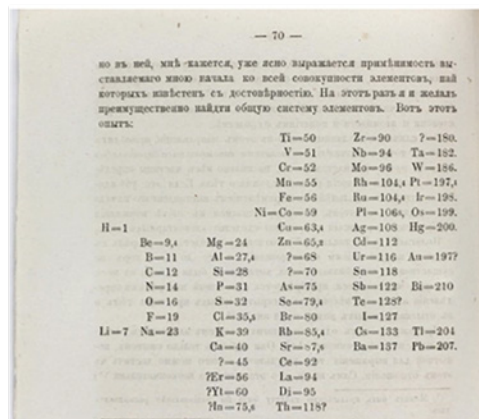 — 70 —
но въ ней, мнѣ кажется, уже ясно выражается примѣнимость вы-
ставляемаго мною начала ко всей совокупности элементовъ, пай
которыхъ извѣстенъ съ достовѣрностію. На этотъ разъ я и желалъ
преимущественно найдти общую систему элементовъ. Вотъ этотъ
опытъ:
Ti=50 Zr=90 ?=180.
V=51 Nb=94 Ta=182.
Cr=52 Mo=96 W=186.
Mn=55 Rh=104,4 Pt=197,4
Fe=56 Ru=104,4 Ir=198.
Ni=Co=59 Pl=106,6 Os=199.
H=1 Cu=63,4 Ag=108 Hg=200.
Be=9,4 Mg=24 Zn=65,2 Cd=112
B=11 Al=27,4 ?=68 Ur=116 Au=197?
C=12 Si=28 ?=70 Sn=118
N=14 P=31 As=75 Sb=122 Bi=210
O=16 S=32 Se=79,4 Te=128?
F=19 Cl=35,5 Br=80 I=127
Li=7 Na=23 K=39 Rb=85,4 Cs=133 Tl=204
Ca=40 Sr=87,6 Ba=137 Pb=207.
?=45 Ce=92
?Er=56 La=94
?Yt=60 Di=95
?In=75,6 Th=118?